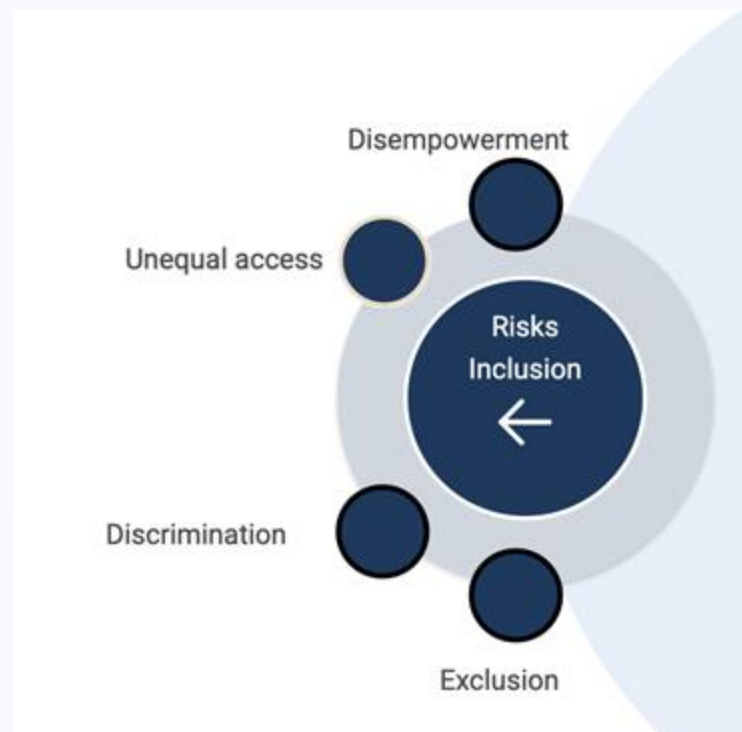 Disempowerment
Unequal access
Risks
Inclusion
Discrimination
Exclusion